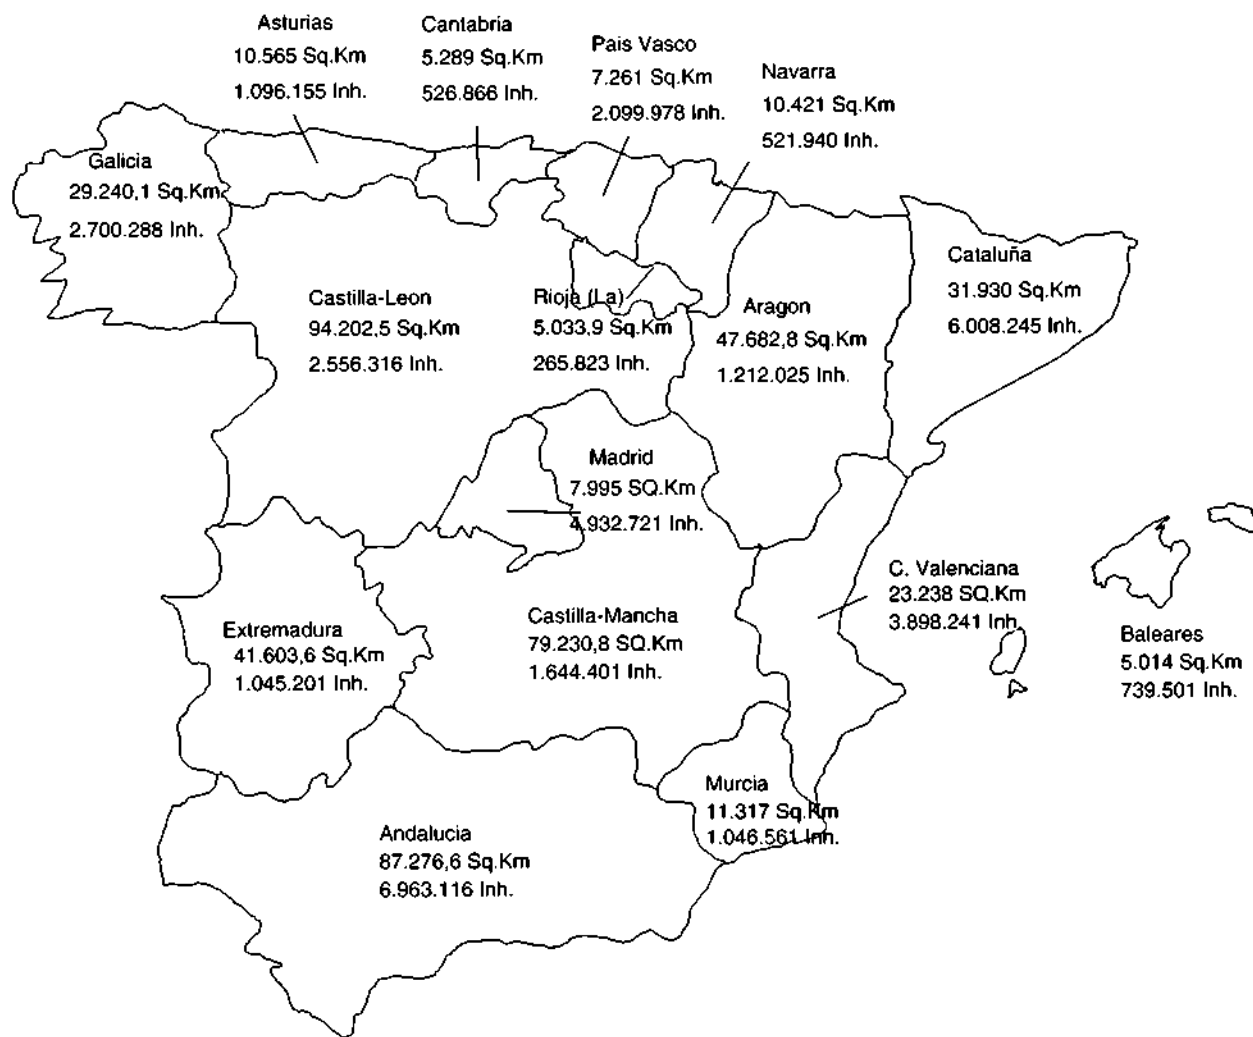 Asturias
10.565 Sq.Km
1.096.155 Inh.
Cantabria
5.289 Sq.Km
526.866 Inh.
Pais Vasco
7.261 Sq.Km
2.099.978 Inh.
Navarra
10.421 Sq.Km
521.940 Inh.
Galicia
29.240,1 Sq.Km
2.700.288 Inh.
Castilla-Leon
94.202,5 Sq.Km
2.556.316 Inh.
Rioja (La)
5.033,9 Sq.Km
265.823 Inh.
Aragon
47.682,8 Sq.Km
1.212.025 Inh.
Cataluña
31.930 Sq.Km
6.008.245 Inh.
Madrid
7.995 SQ.Km
4.932.721 Inh.
C. Valenciana
23.238 SQ.Km
3.898.241 Inh.
Baleares
5.014 Sq.Km
739.501 Inh.
Extremadura
41.603,6 Sq.Km
1.045.201 Inh.
Castilla-Mancha
79.230,8 SQ.Km
1.644.401 Inh.
Murcia
11.317 Sq.Km
1.046.561 Inh.
Andalucia
87.276,6 Sq.Km
6.963.116 Inh.